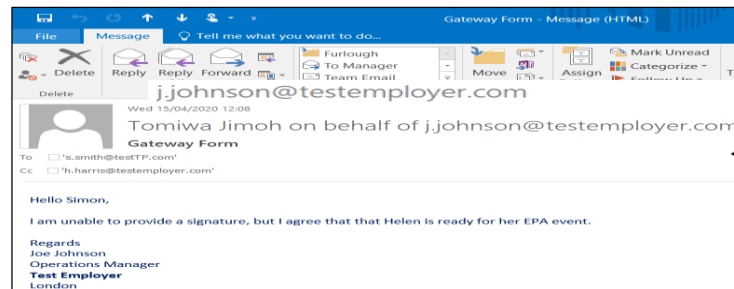 Gateway Form - Message (HTML)
File Message Tell me what you want to do...
Furlough
To Manager
Team Email
Mark Unread
Categorize
Follow Up
Delete Reply Reply Forward Move Assign
Delete
j.johnson@testemployer.com
Wed 15/04/2020 12:08
Tomiwa Jimoh on behalf of j.johnson@testemployer.com
Gateway Form
To 's.smith@testTP.com'
Cc 'h.harris@testemployer.com'
Hello Simon,
I am unable to provide a signature, but I agree that that Helen is ready for her EPA event.
Regards
Joe Johnson
Operations Manager
Test Employer
London